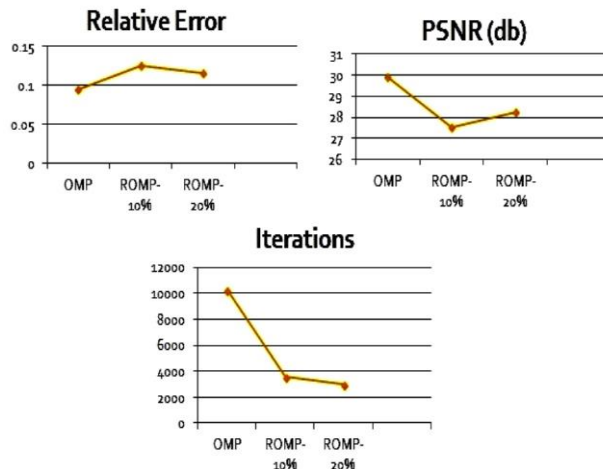 Relative Error
0.15
0.1
0.05
0
OMP
ROMP-
10%
ROMP-
20%
PSNR (db)
31
30
29
28
27
26
OMP
ROMP-
10%
ROMP-
20%
Iterations
12000
10000
8000
6000
4000
2000
0
OMP
ROMP-
10%
ROMP-
20%